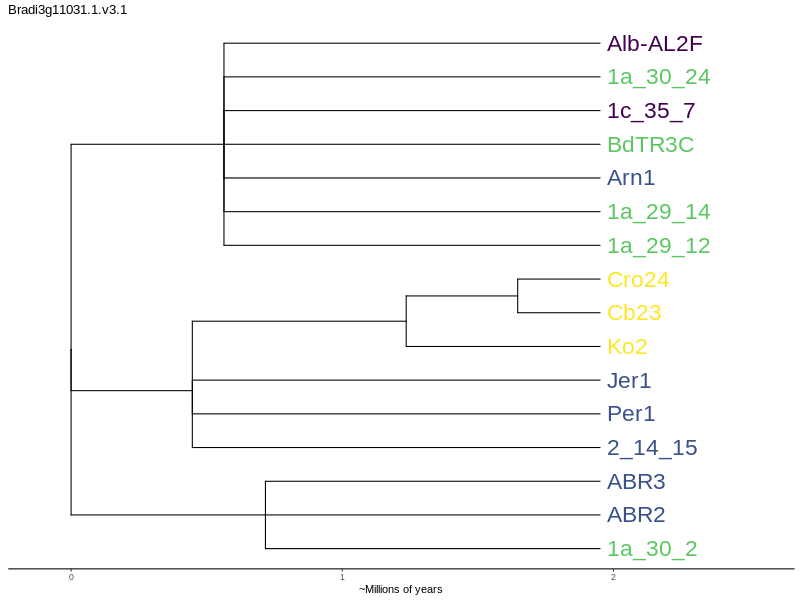 Bradi3g11031.1.v3.1
Alb-AL2F
1a_30_24
1c_35_7
BdTR3C
Arn1
1a_29_14
1a_29_12
Cro24
Cb23
Ko2
Jer1
Per1
2_14_15
ABR3
ABR2
1a_30_2
0 1 2
~Millions of years